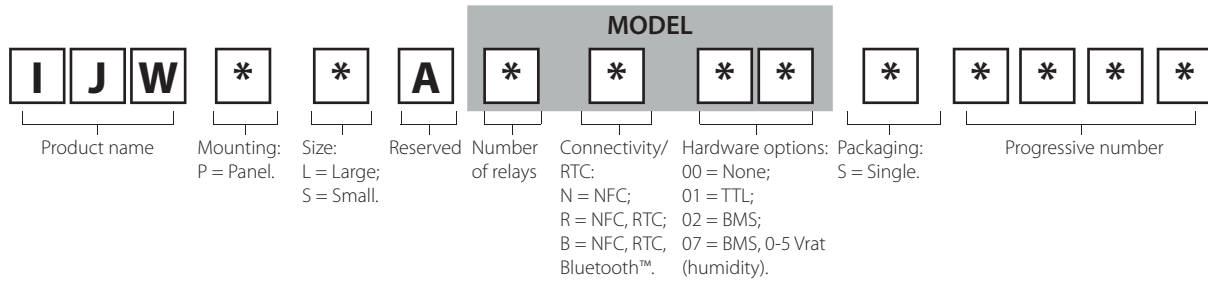 MODEL
I J W * * A * * * * * * * * *
Product name
Mounting:
P = Panel.
Size:
L = Large;
S = Small.
Reserved
Number
of relays
Connectivity/
RTC:
N = NFC;
R = NFC, RTC;
B = NFC, RTC,
Bluetooth™.
Hardware options:
00 = None;
01 = TTL;
02 = BMS;
07 = BMS, 0-5 Vrat
(humidity).
Packaging:
S = Single.
Progressive number